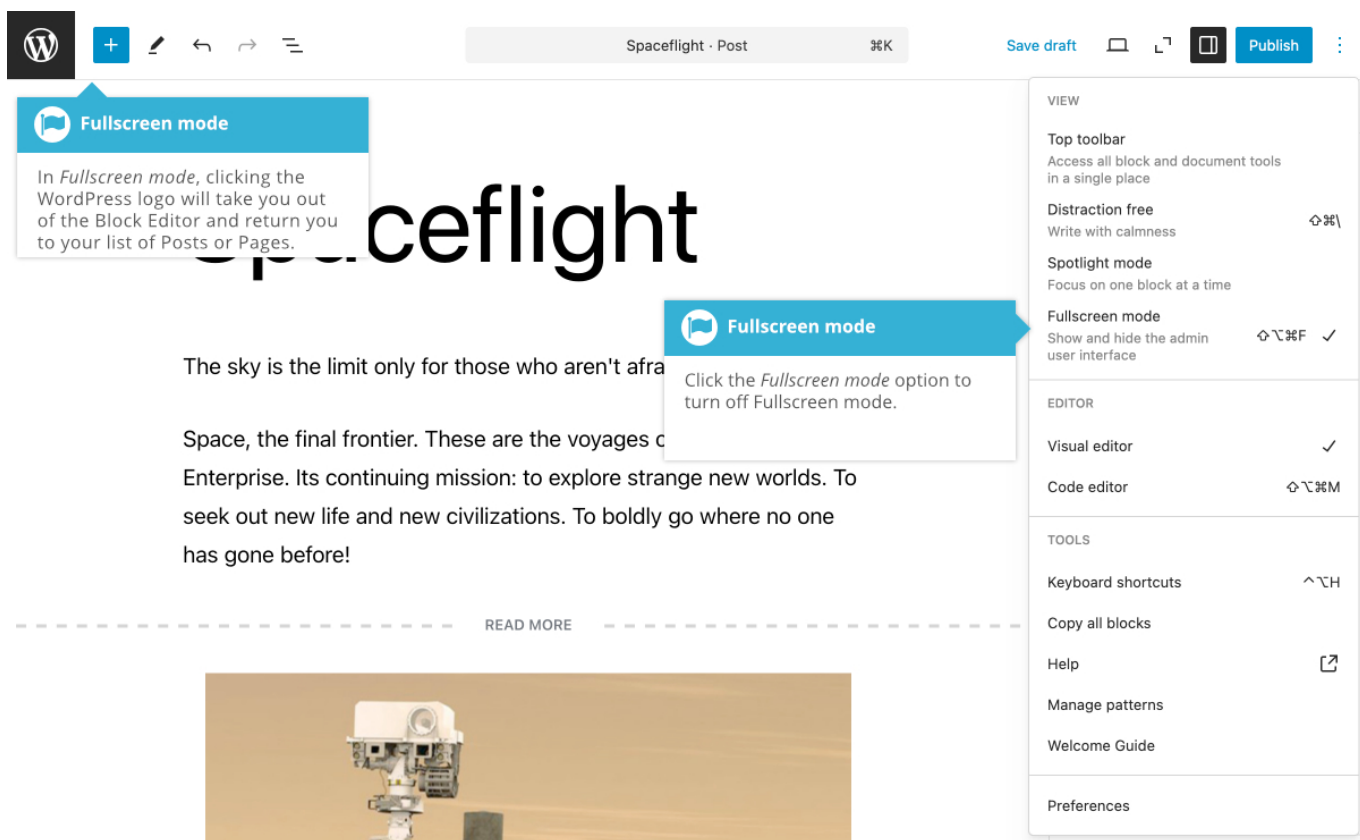 Spaceflight · Post ⌘K
Save draft
Publish
Fullscreen mode
In Fullscreen mode, clicking the
WordPress logo will take you out
of the Block Editor and return you
to your list of Posts or Pages.
Spaceflight
The sky is the limit only for those who aren't
Space, the final frontier. These are the voyages
Enterprise. Its continuing mission: to explore strange new worlds. To
seek out new life and new civilizations. To boldly go where no one
has gone before!
READ MORE
Fullscreen mode
Click the Fullscreen mode option to
turn off Fullscreen mode.
VIEW
Top toolbar
Access all block and document tools
in a single place
Distraction free
Write with calmness
⇧⌘\
Spotlight mode
Focus on one block at a time
Fullscreen mode
Show and hide the admin
user interface
⇧⌥⌘F ✓
EDITOR
Visual editor ✓
Code editor ⇧⌥⌘M
TOOLS
Keyboard shortcuts ⌃⌥H
Copy all blocks
Help
Manage patterns
Welcome Guide
Preferences